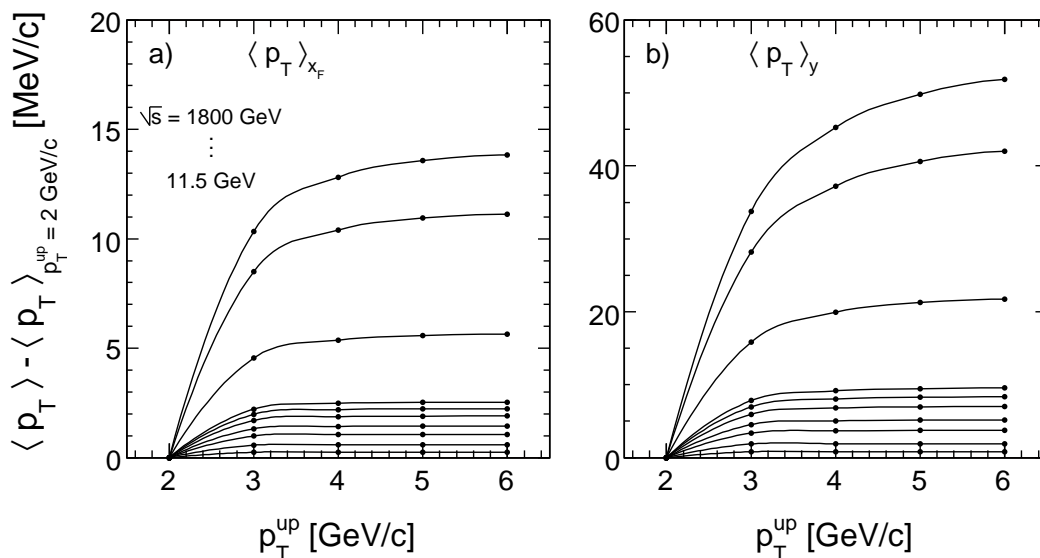 ⟨ p_T ⟩ - ⟨ p_T ⟩_{p_T^{up} = 2 GeV/c} [MeV/c]
a) ⟨ p_T ⟩_{x_F}
√s = 1800 GeV
⋮
11.5 GeV
20
15
10
5
0
2 3 4 5 6
p_T^{up} [GeV/c]
b) ⟨ p_T ⟩_y
60
40
20
0
2 3 4 5 6
p_T^{up} [GeV/c]